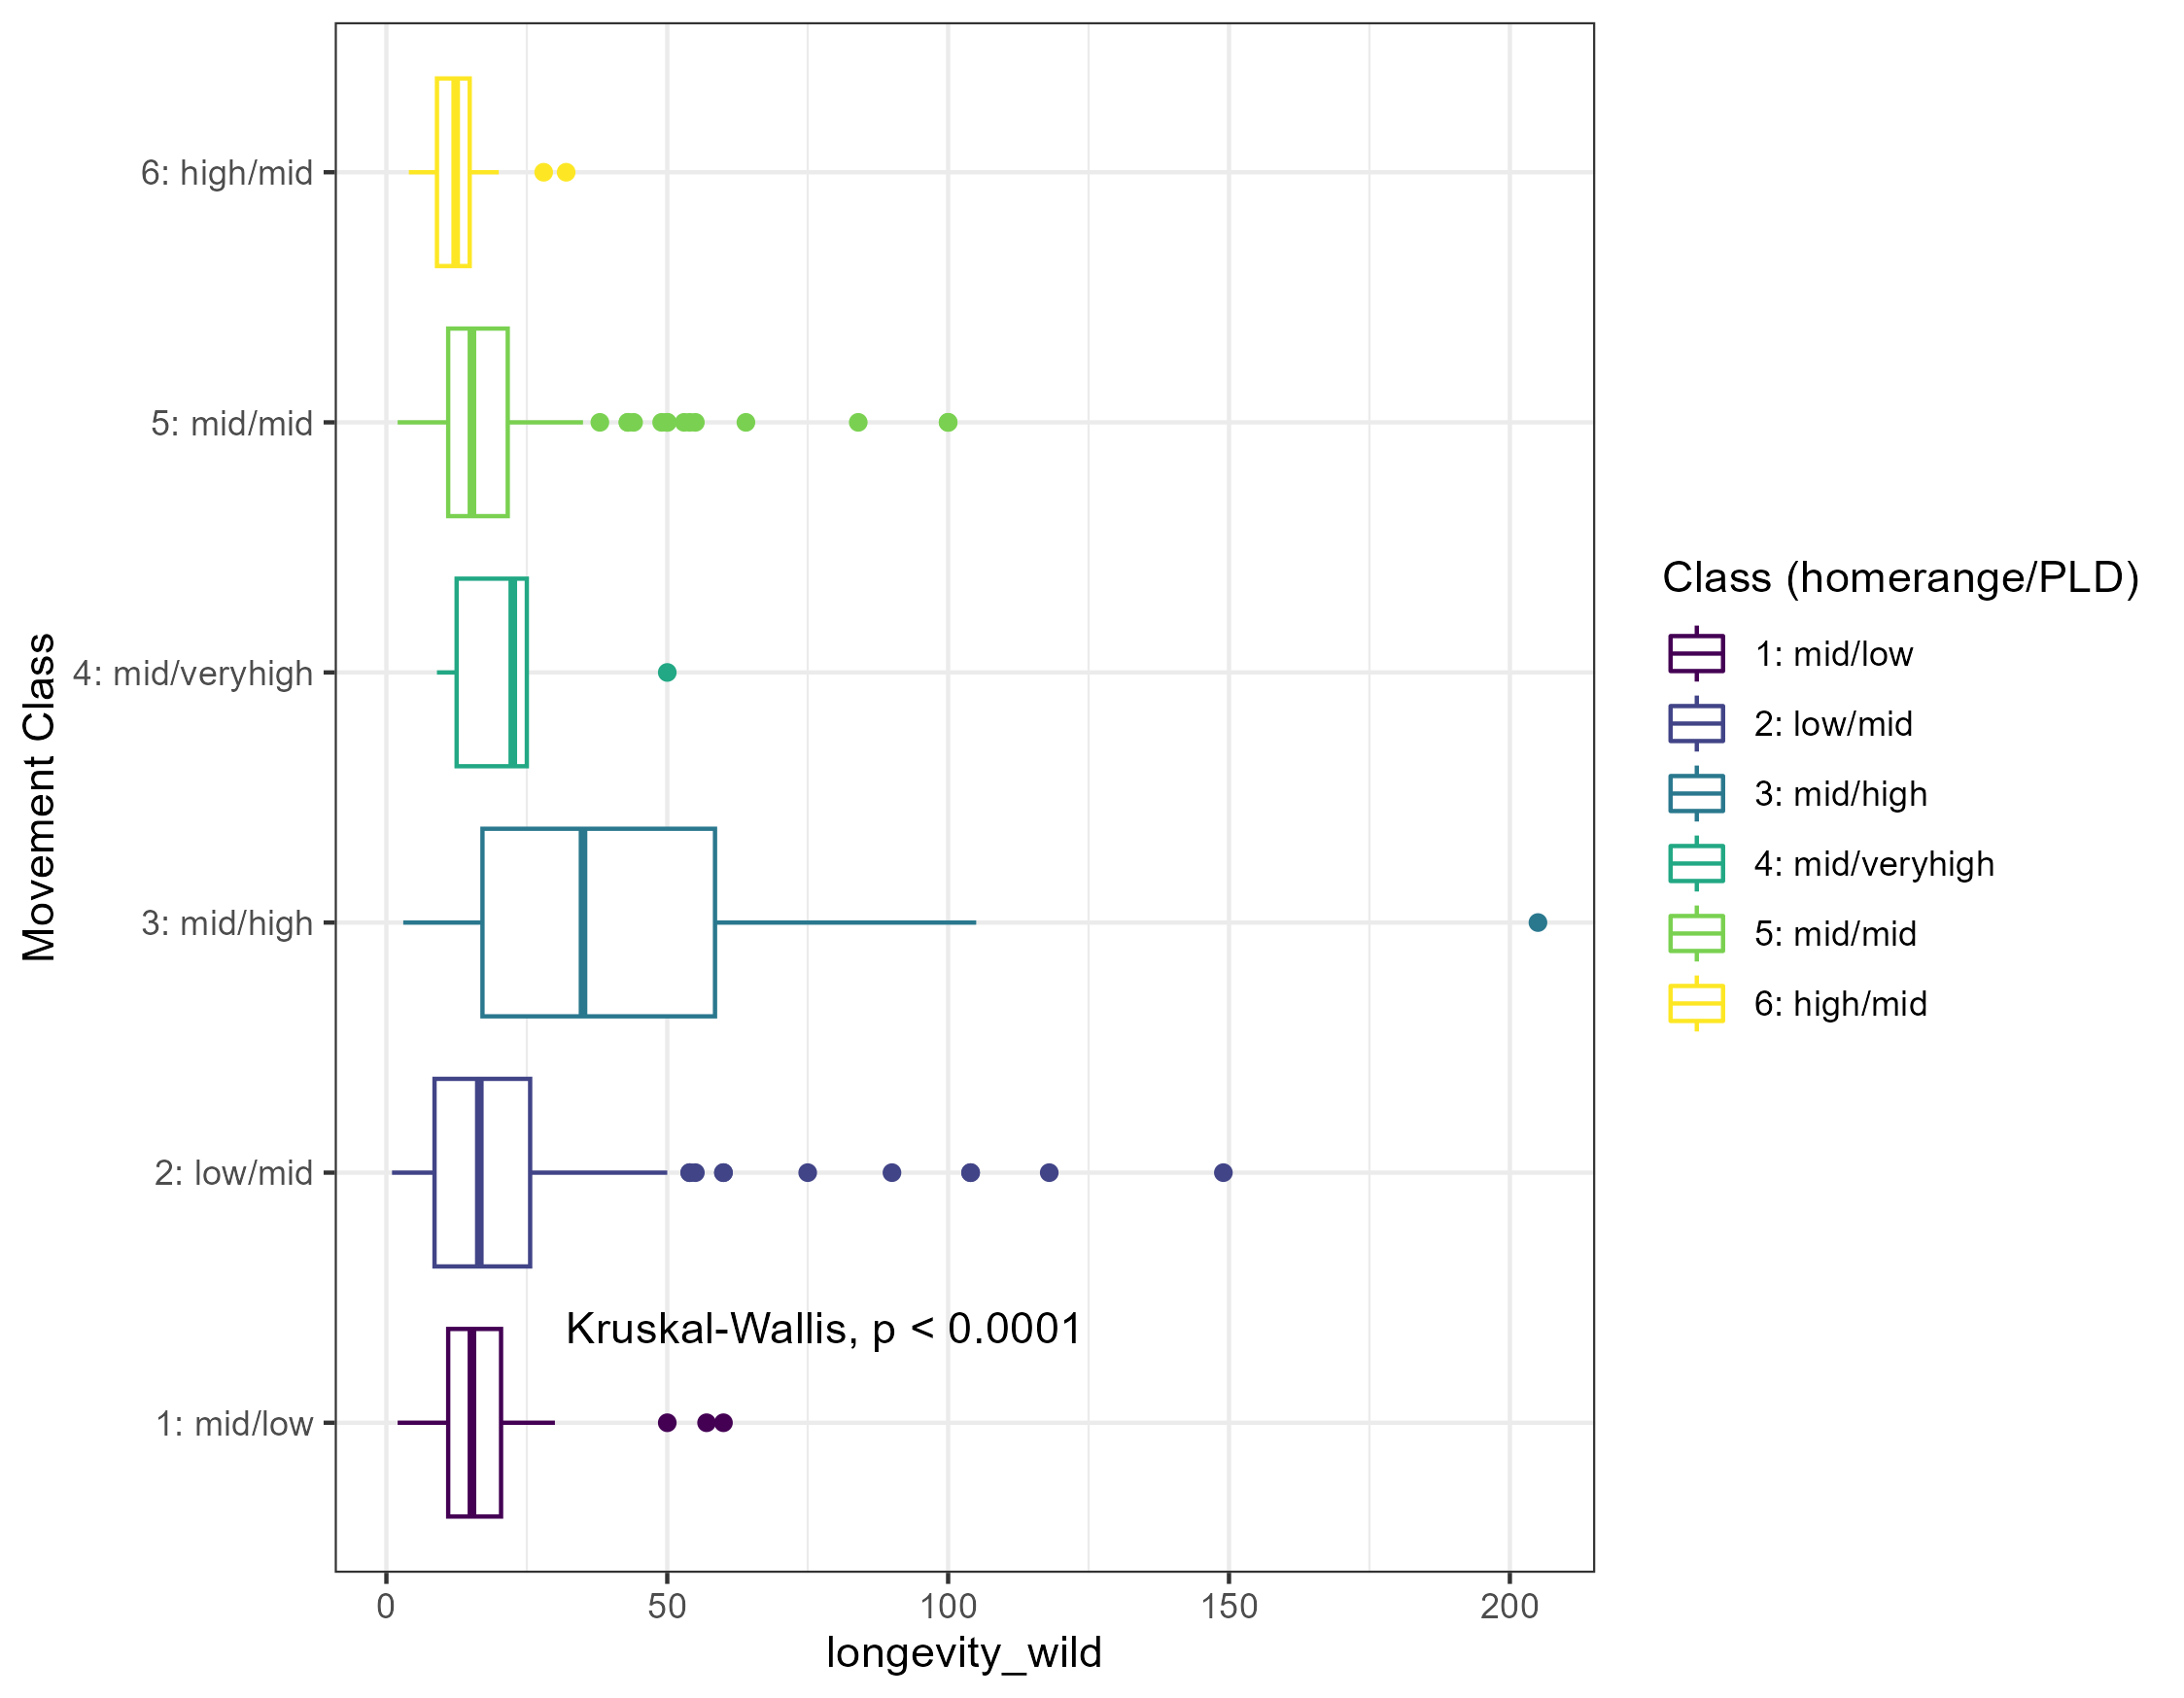 6: high/mid
5: mid/mid
4: mid/veryhigh
3: mid/high
2: low/mid
1: mid/low
Movement Class
Kruskal-Wallis, p < 0.0001
0 50 100 150 200
longevity_wild
Class (homerange/PLD)
1: mid/low
2: low/mid
3: mid/high
4: mid/veryhigh
5: mid/mid
6: high/mid